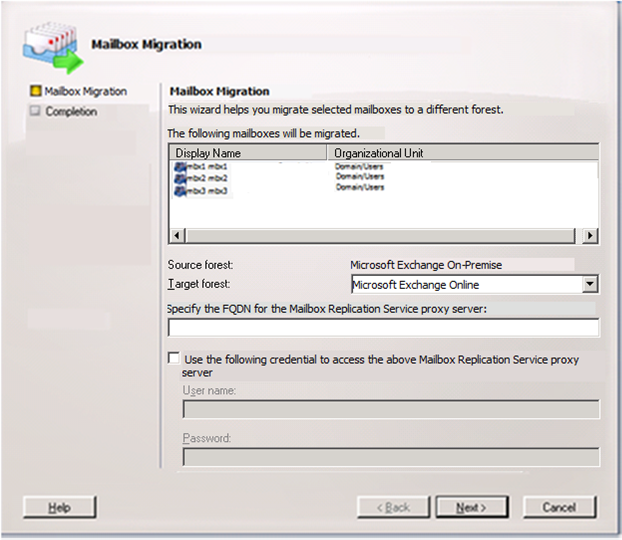 Mailbox Migration
Mailbox Migration
Completion
Mailbox Migration
This wizard helps you migrate selected mailboxes to a different forest.
The following mailboxes will be migrated.
Display Name Organizational Unit
mbx1 mbx1 Domain/Users
mbx2 mbx2 Domain/Users
mbx3 mbx3 Domain/Users
Source forest: Microsoft Exchange On-Premise
Target forest: Microsoft Exchange Online
Specify the FQDN for the Mailbox Replication Service proxy server:
Use the following credential to access the above Mailbox Replication Service proxy
server
User name:
Password:
Help < Back Next > Cancel